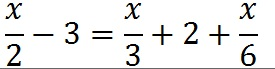 x/2 − 3 = x/3 + 2 + x/6